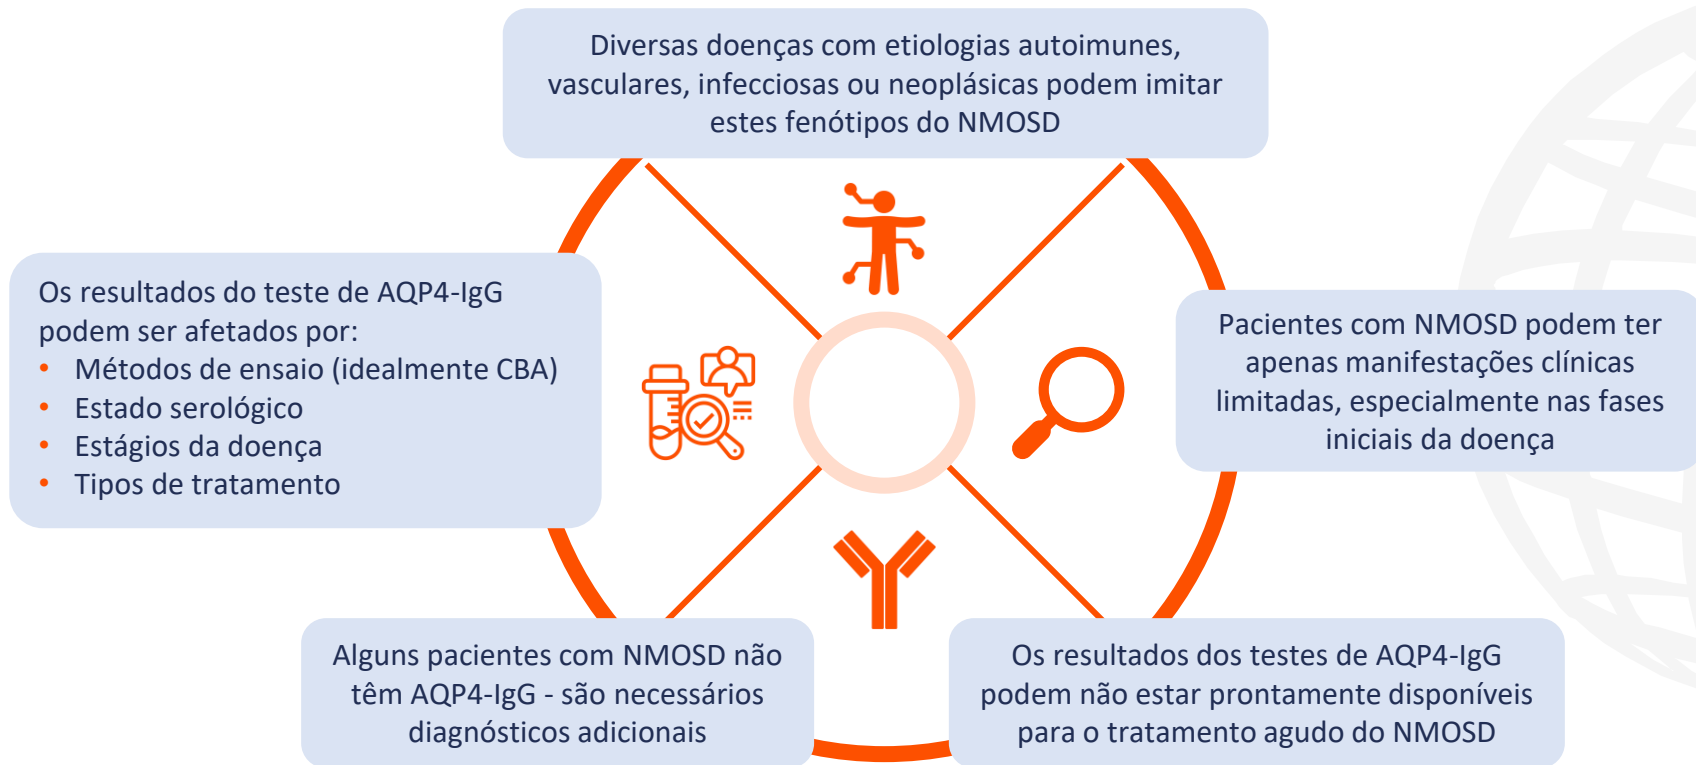 Diversas doenças com etiologias autoimunes,
vasculares, infecciosas ou neoplásicas podem imitar
estes fenótipos do NMOSD
Os resultados do teste de AQP4-IgG
podem ser afetados por:
• Métodos de ensaio (idealmente CBA)
• Estado serológico
• Estágios da doença
• Tipos de tratamento
Pacientes com NMOSD podem ter
apenas manifestações clínicas
limitadas, especialmente nas fases
iniciais da doença
Alguns pacientes com NMOSD não
têm AQP4-IgG - são necessários
diagnósticos adicionais
Os resultados dos testes de AQP4-IgG
podem não estar prontamente disponíveis
para o tratamento agudo do NMOSD